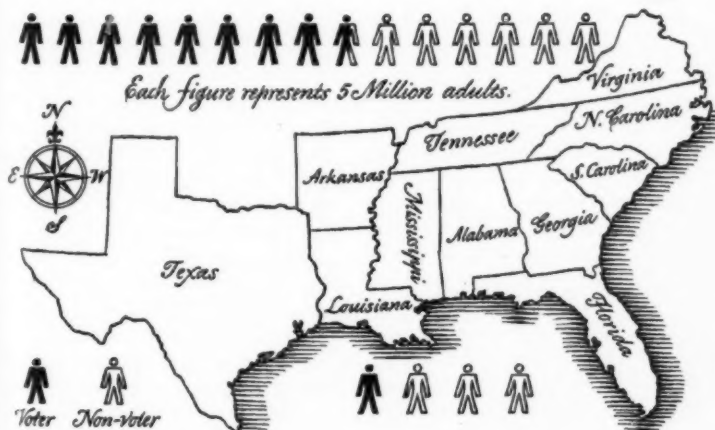 Each figure represents 5 Million adults.
Virginia
N. Carolina
Tennessee
N
S. Carolina
Arkansas
E W
Mississippi
Georgia
Alabama
S
Texas
Louisiana
Florida
Voter Non-voter